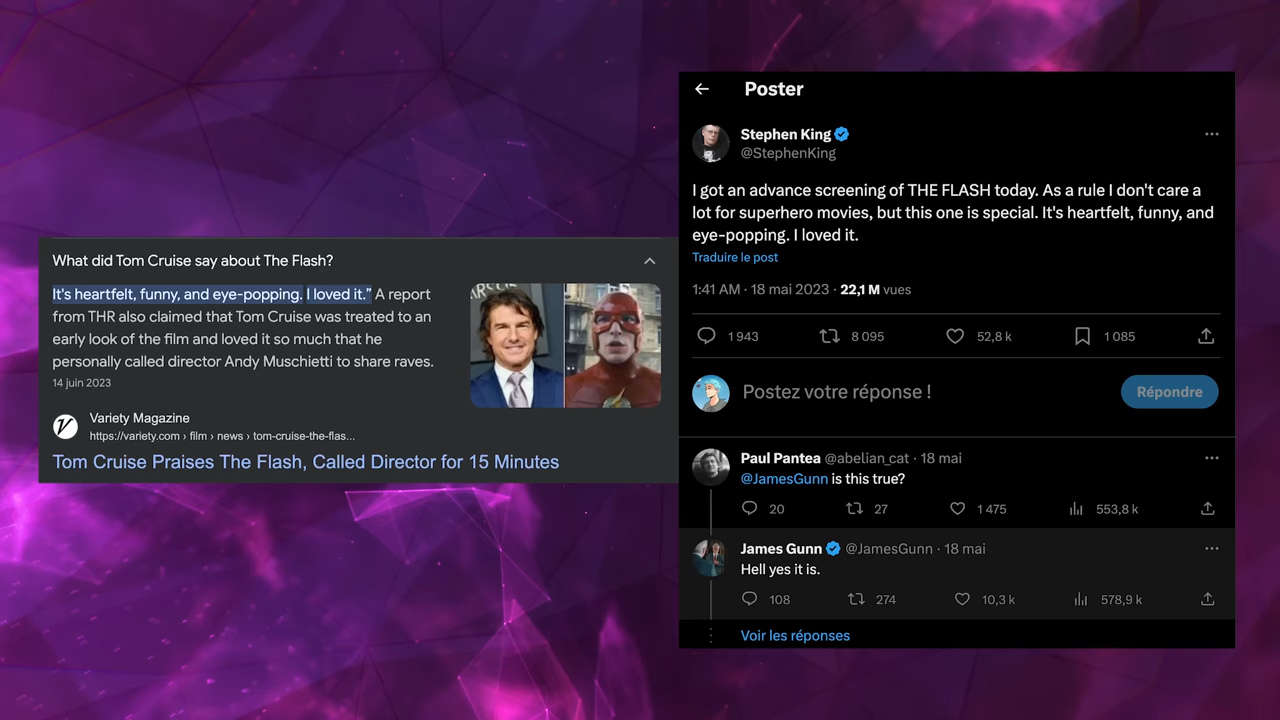 What did Tom Cruise say about The Flash?
It's heartfelt, funny, and eye-popping. I loved it.” A report
from THR also claimed that Tom Cruise was treated to an
early look of the film and loved it so much that he
personally called director Andy Muschietti to share raves.
14 juin 2023
Variety Magazine
https://variety.com › film › news › tom-cruise-the-flas...
Tom Cruise Praises The Flash, Called Director for 15 Minutes
Poster
Stephen King
@StephenKing
I got an advance screening of THE FLASH today. As a rule I don't care a
lot for superhero movies, but this one is special. It's heartfelt, funny, and
eye-popping. I loved it.
Traduire le post
1:41 AM · 18 mai 2023 · 22,1 M vues
1 943 8 095 52,8 k 1 085
Postez votre réponse !
Répondre
Paul Pantea @abelian_cat · 18 mai
@JamesGunn is this true?
20 27 1 475 553,8 k
James Gunn @JamesGunn · 18 mai
Hell yes it is.
108 274 10,3 k 578,9 k
Voir les réponses